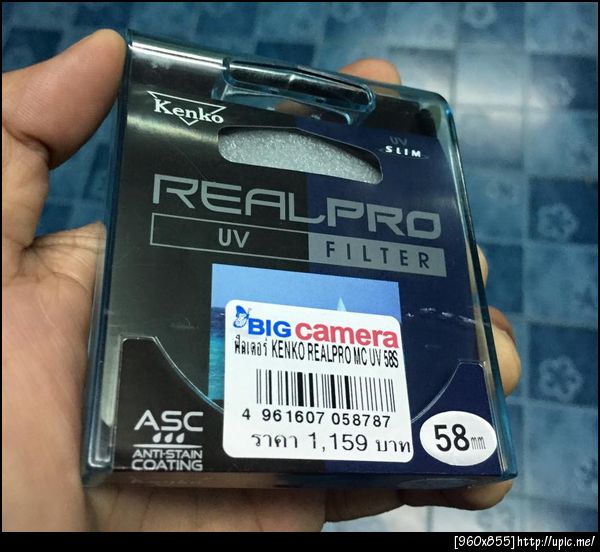 Kenko
UV
SLIM
REALPRO
UV FILTER
BIG camera
ฟิลเตอร์ KENKO REALPRO MC UV 58S
4 961607 058787
ราคา 1,159 บาท
58mm
ASC
ANTI-STAIN
COATING
Kenko
[960x855]http://upic.me/